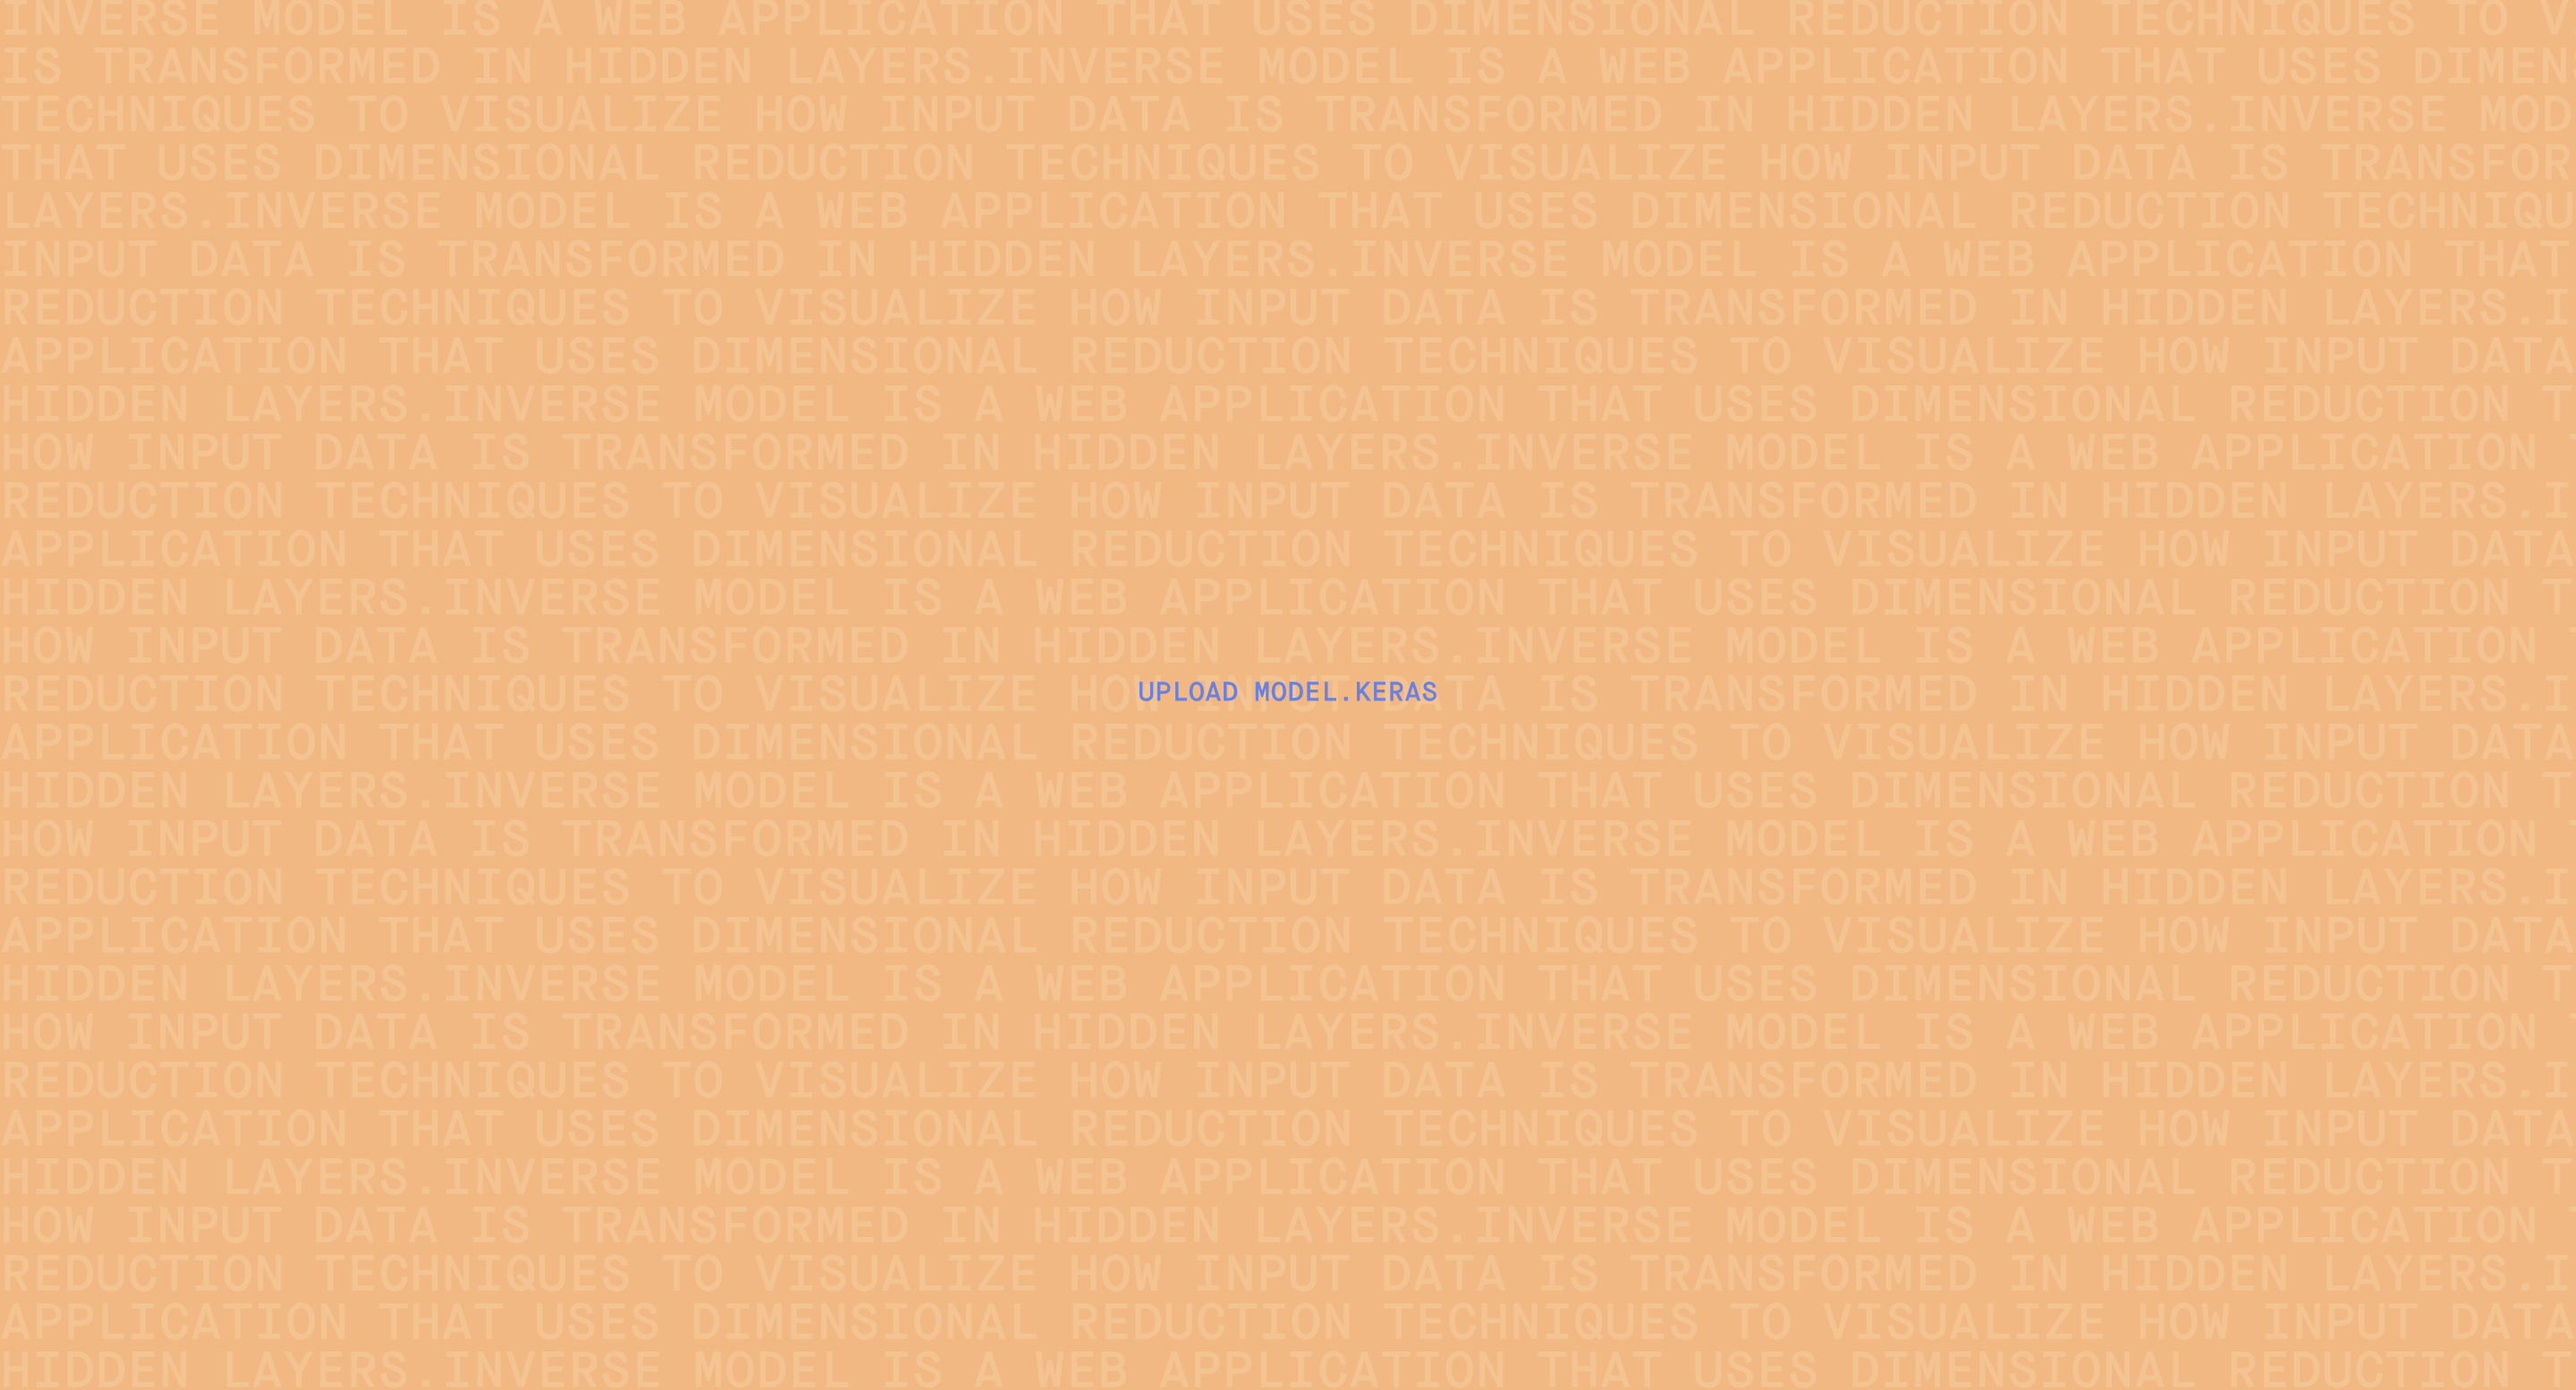 INVERSE MODEL IS A WEB APPLICATION THAT USES DIMENSIONAL REDUCTION TECHNIQUES TO V
IS TRANSFORMED IN HIDDEN LAYERS.INVERSE MODEL IS A WEB APPLICATION THAT USES DIMEN
TECHNIQUES TO VISUALIZE HOW INPUT DATA IS TRANSFORMED IN HIDDEN LAYERS.INVERSE MOD
THAT USES DIMENSIONAL REDUCTION TECHNIQUES TO VISUALIZE HOW INPUT DATA IS TRANSFOR
LAYERS.INVERSE MODEL IS A WEB APPLICATION THAT USES DIMENSIONAL REDUCTION TECHNIQU
INPUT DATA IS TRANSFORMED IN HIDDEN LAYERS.INVERSE MODEL IS A WEB APPLICATION THAT
REDUCTION TECHNIQUES TO VISUALIZE HOW INPUT DATA IS TRANSFORMED IN HIDDEN LAYERS.I
APPLICATION THAT USES DIMENSIONAL REDUCTION TECHNIQUES TO VISUALIZE HOW INPUT DATA
HIDDEN LAYERS.INVERSE MODEL IS A WEB APPLICATION THAT USES DIMENSIONAL REDUCTION T
HOW INPUT DATA IS TRANSFORMED IN HIDDEN LAYERS.INVERSE MODEL IS A WEB APPLICATION
REDUCTION TECHNIQUES TO VISUALIZE HOW INPUT DATA IS TRANSFORMED IN HIDDEN LAYERS.I
APPLICATION THAT USES DIMENSIONAL REDUCTION TECHNIQUES TO VISUALIZE HOW INPUT DATA
HIDDEN LAYERS.INVERSE MODEL IS A WEB APPLICATION THAT USES DIMENSIONAL REDUCTION T
HOW INPUT DATA IS TRANSFORMED IN HIDDEN LAYERS.INVERSE MODEL IS A WEB APPLICATION
REDUCTION TECHNIQUES TO VISUALIZE HO TA IS TRANSFORMED IN HIDDEN LAYERS.I
UPLOAD MODEL.KERAS
APPLICATION THAT USES DIMENSIONAL REDUCTION TECHNIQUES TO VISUALIZE HOW INPUT DATA
HIDDEN LAYERS.INVERSE MODEL IS A WEB APPLICATION THAT USES DIMENSIONAL REDUCTION T
HOW INPUT DATA IS TRANSFORMED IN HIDDEN LAYERS.INVERSE MODEL IS A WEB APPLICATION
REDUCTION TECHNIQUES TO VISUALIZE HOW INPUT DATA IS TRANSFORMED IN HIDDEN LAYERS.I
APPLICATION THAT USES DIMENSIONAL REDUCTION TECHNIQUES TO VISUALIZE HOW INPUT DATA
HIDDEN LAYERS.INVERSE MODEL IS A WEB APPLICATION THAT USES DIMENSIONAL REDUCTION T
HOW INPUT DATA IS TRANSFORMED IN HIDDEN LAYERS.INVERSE MODEL IS A WEB APPLICATION
REDUCTION TECHNIQUES TO VISUALIZE HOW INPUT DATA IS TRANSFORMED IN HIDDEN LAYERS.I
APPLICATION THAT USES DIMENSIONAL REDUCTION TECHNIQUES TO VISUALIZE HOW INPUT DATA
HIDDEN LAYERS.INVERSE MODEL IS A WEB APPLICATION THAT USES DIMENSIONAL REDUCTION T
HOW INPUT DATA IS TRANSFORMED IN HIDDEN LAYERS.INVERSE MODEL IS A WEB APPLICATION
REDUCTION TECHNIQUES TO VISUALIZE HOW INPUT DATA IS TRANSFORMED IN HIDDEN LAYERS.I
APPLICATION THAT USES DIMENSIONAL REDUCTION TECHNIQUES TO VISUALIZE HOW INPUT DATA
HIDDEN LAYERS.INVERSE MODEL IS A WEB APPLICATION THAT USES DIMENSIONAL REDUCTION T